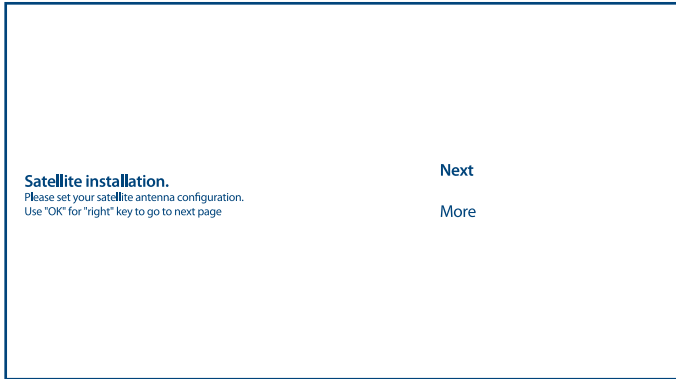 Satellite installation.
Please set your satellite antenna configuration.
Use "OK" for "right" key to go to next page
Next
More